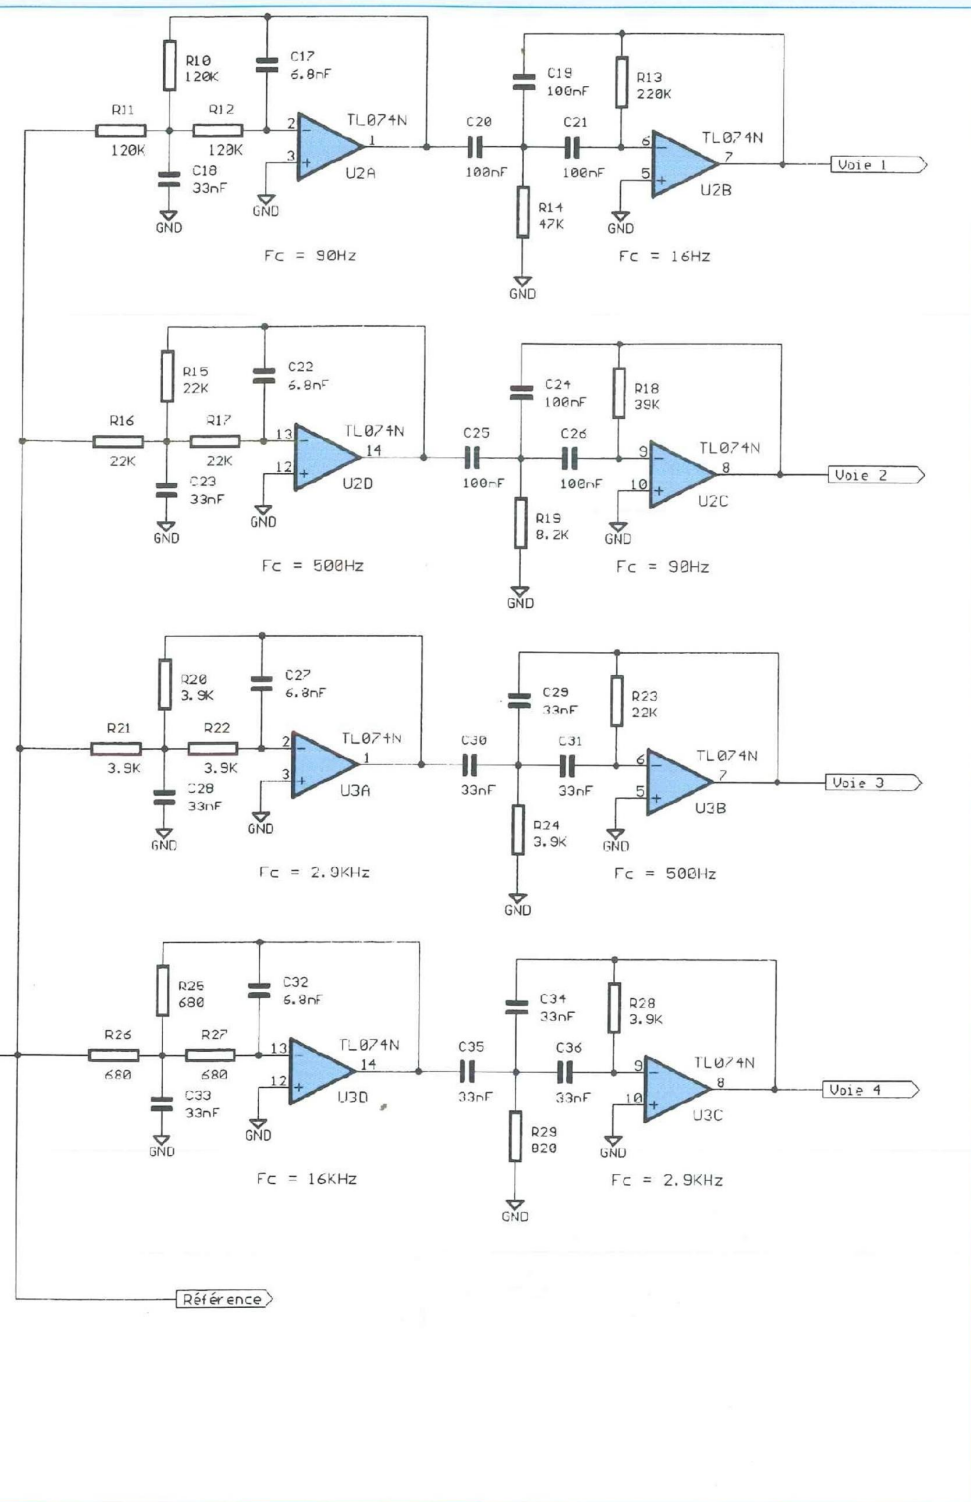 R10
120K
C17
6.8nF
R11
120K
R12
120K
C18
33nF
GND
2
3
1
TL074N
U2A
GND
Fc = 90Hz
C19
100nF
R13
220K
C20
100nF
C21
100nF
R14
47K
GND
6
5
7
TL074N
U2B
GND
Fc = 16Hz
Voie 1
R15
22K
C22
6.8nF
R16
22K
R17
22K
C23
33nF
GND
13
12
14
TL074N
U2D
GND
Fc = 500Hz
C24
100nF
R18
39K
C25
100nF
C26
100nF
R19
8.2K
GND
9
10
8
TL074N
U2C
GND
Fc = 90Hz
Voie 2
R20
3.9K
C27
6.8nF
R21
3.9K
R22
3.9K
C28
33nF
GND
2
3
1
TL074N
U3A
GND
Fc = 2.9KHz
C29
33nF
R23
22K
C30
33nF
C31
33nF
R24
3.9K
GND
6
5
7
TL074N
U3B
GND
Fc = 500Hz
Voie 3
R25
680
C32
6.8nF
R26
680
R27
680
C33
33nF
GND
13
12
14
TL074N
U3D
GND
Fc = 16KHz
C34
33nF
R28
3.9K
C35
33nF
C36
33nF
R29
820
GND
9
10
8
TL074N
U3C
GND
Fc = 2.9KHz
Voie 4
Référence